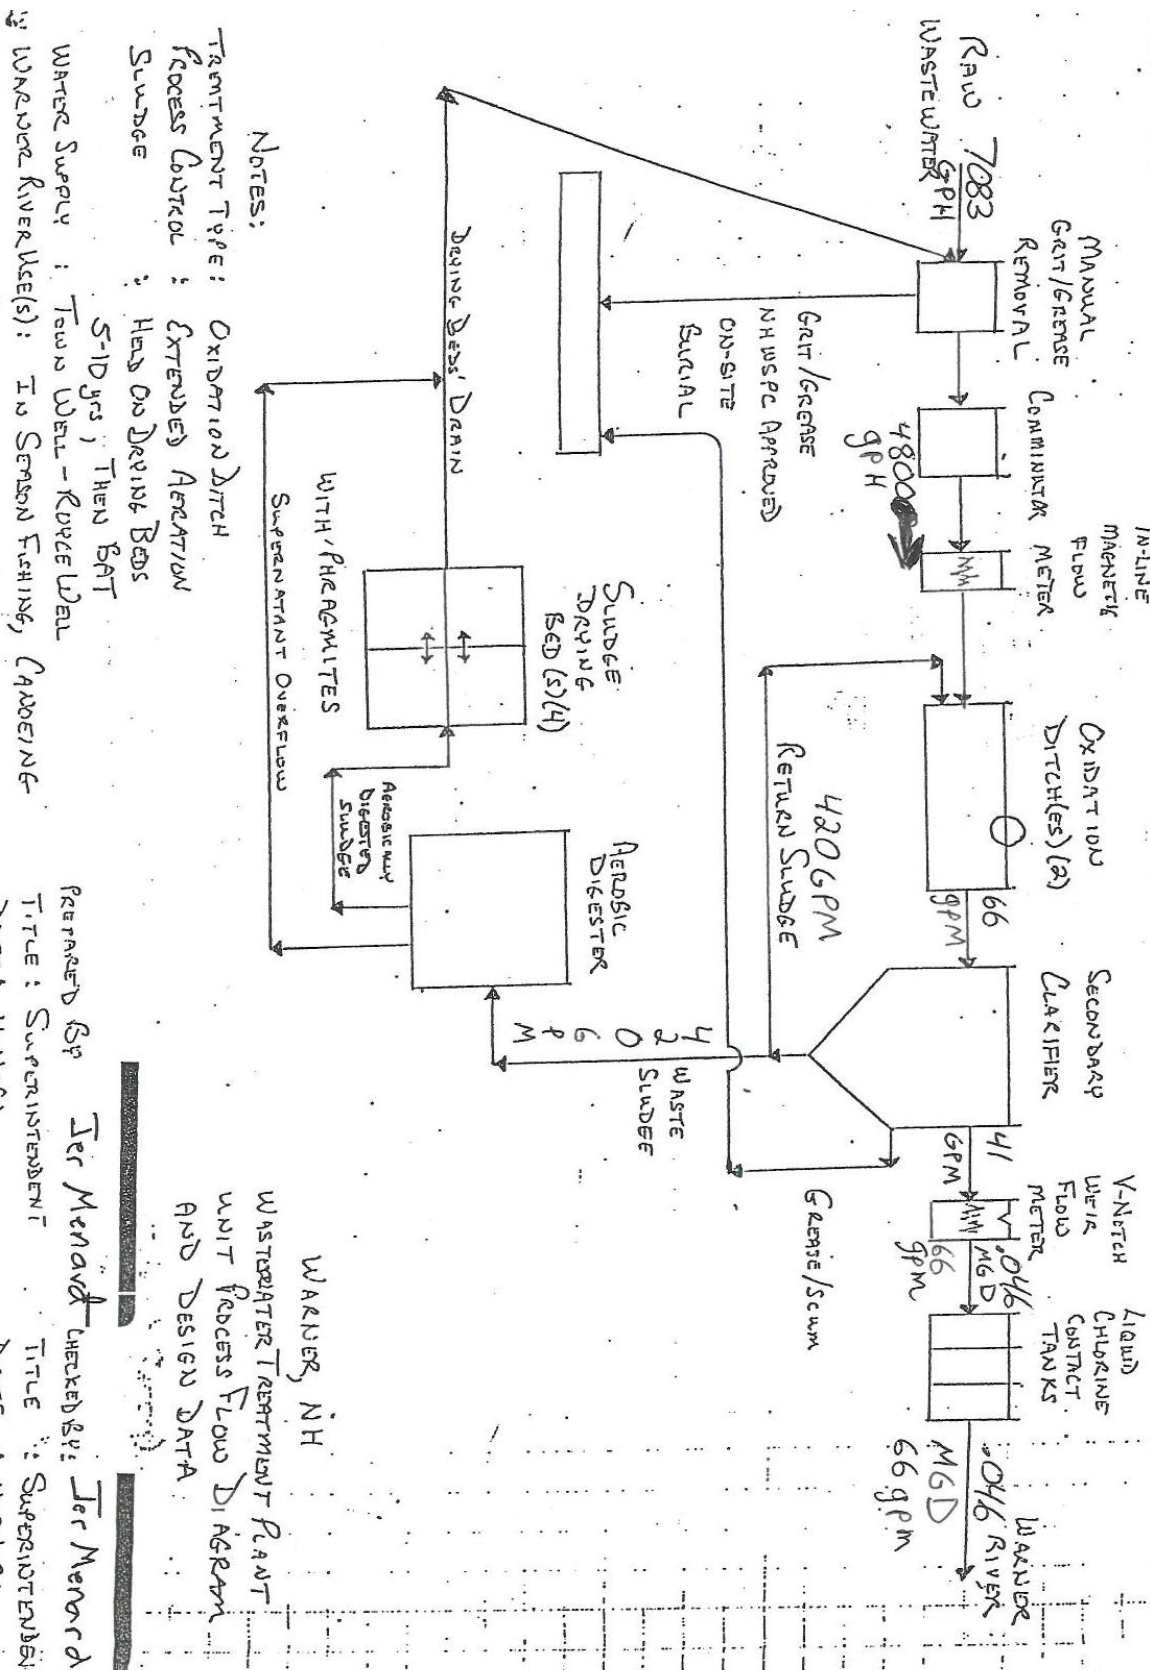 RAW
WASTEWATER
7083
GPH
MANUAL
GRIT/GREASE
REMOVAL
COMMINUTOR
4800
gPH
IN-LINE
MAGNETIC
FLOW
METER
OXIDATION
DITCH(ES)(2)
66
gPM
SECONDARY
CLARIFIER
41
GPM
V-NOTCH
WEIR
FLOW
METER
.046
MGD
66
gPM
LIQUID
CHLORINE
CONTACT
TANKS
.046
MGD
66 gpm
WARNER
RIVER
GRIT/GREASE
NHWSPC APPROVED
ON-SITE
BURIAL
420 GPM
RETURN SLUDGE
GREASE/SCUM
420GPM
WASTE
SLUDEE
DRYING BEDS' DRAIN
SLUDGE
DRYING
BED(S)(4)
WITH PHRAGMITES
AEROBIC
DIGESTER
AEROBICALLY
DIGESTED
SLUDGE
SUPERNATANT OVERFLOW
NOTES:
TREATMENT TYPE: OXIDATION DITCH
PROCESS CONTROL : EXTENDED AERATION
SLUDGE : HELD ON DRYING BEDS
5-10 yrs, THEN BAT
WATER SUPPLY : TOWN WELL - ROYCE WELL
WARNER RIVER USE(S): IN SEASON FISHING, CANOEING
WARNER, NH
WASTEWATER TREATMENT PLANT
UNIT PROCESS FLOW DIAGRAM
AND DESIGN DATA
PREPARED BY Jer Menard CHECKED BY: Jer Menard
TITLE: SUPERINTENDENT TITLE : SUPERINTENDEN